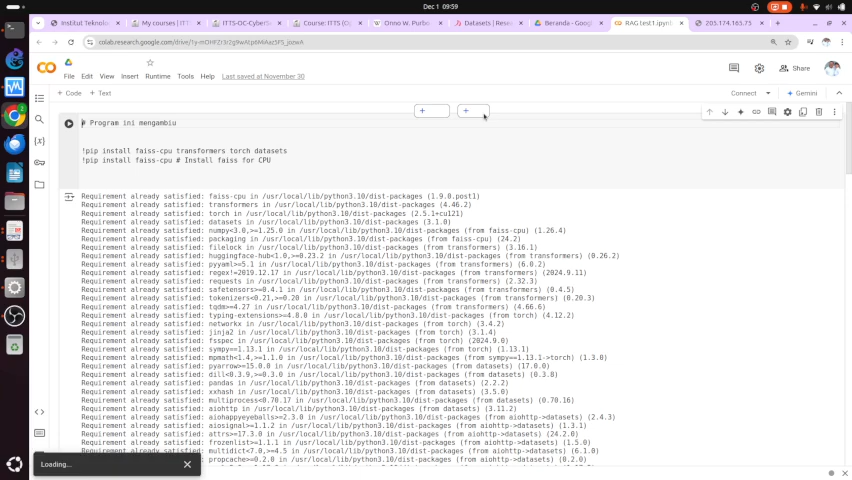 Dec 1 09:59
Institut Teknolo
My courses | ITTS
ITTS-OC-CyberSe
Course: ITTS (O
Onno W. Purbo
Datasets | Rese
Beranda - Google
RAG test1.ipynb
205.174.165.75
File Edit View Insert Runtime Tools Help Last saved at November 30
Share
+ Code + Text
Connect
Gemini
# Program ini mengambiu
!pip install faiss-cpu transformers torch datasets
!pip install faiss-cpu # Install faiss for CPU
Requirement already satisfied: faiss-cpu in /usr/local/lib/python3.10/dist-packages (1.9.0.post1)
Requirement already satisfied: transformers in /usr/local/lib/python3.10/dist-packages (4.46.2)
Requirement already satisfied: torch in /usr/local/lib/python3.10/dist-packages (2.5.1+cu121)
Requirement already satisfied: datasets in /usr/local/lib/python3.10/dist-packages (3.1.0)
Requirement already satisfied: numpy<3.0,>=1.25.0 in /usr/local/lib/python3.10/dist-packages (from faiss-cpu) (1.26.4)
Requirement already satisfied: packaging in /usr/local/lib/python3.10/dist-packages (from faiss-cpu) (24.2)
Requirement already satisfied: filelock in /usr/local/lib/python3.10/dist-packages (from transformers) (3.16.1)
Requirement already satisfied: huggingface-hub<1.0,>=0.23.2 in /usr/local/lib/python3.10/dist-packages (from transformers) (0.26.2)
Requirement already satisfied: pyyaml>=5.1 in /usr/local/lib/python3.10/dist-packages (from transformers) (6.0.2)
Requirement already satisfied: regex!=2019.12.17 in /usr/local/lib/python3.10/dist-packages (from transformers) (2024.9.11)
Requirement already satisfied: requests in /usr/local/lib/python3.10/dist-packages (from transformers) (2.32.3)
Requirement already satisfied: safetensors>=0.4.1 in /usr/local/lib/python3.10/dist-packages (from transformers) (0.4.5)
Requirement already satisfied: tokenizers<0.21,>=0.20 in /usr/local/lib/python3.10/dist-packages (from transformers) (0.20.3)
Requirement already satisfied: tqdm>=4.27 in /usr/local/lib/python3.10/dist-packages (from transformers) (4.66.6)
Requirement already satisfied: typing-extensions>=4.8.0 in /usr/local/lib/python3.10/dist-packages (from torch) (4.12.2)
Requirement already satisfied: networkx in /usr/local/lib/python3.10/dist-packages (from torch) (3.4.2)
Requirement already satisfied: jinja2 in /usr/local/lib/python3.10/dist-packages (from torch) (3.1.4)
Requirement already satisfied: fsspec in /usr/local/lib/python3.10/dist-packages (from torch) (2024.9.0)
Requirement already satisfied: sympy==1.13.1 in /usr/local/lib/python3.10/dist-packages (from torch) (1.13.1)
Requirement already satisfied: mpmath<1.4,>=1.1.0 in /usr/local/lib/python3.10/dist-packages (from sympy==1.13.1->torch) (1.3.0)
Requirement already satisfied: pyarrow>=15.0.0 in /usr/local/lib/python3.10/dist-packages (from datasets) (17.0.0)
Requirement already satisfied: dill<0.3.9,>=0.3.0 in /usr/local/lib/python3.10/dist-packages (from datasets) (0.3.8)
Requirement already satisfied: pandas in /usr/local/lib/python3.10/dist-packages (from datasets) (2.2.2)
Requirement already satisfied: xxhash in /usr/local/lib/python3.10/dist-packages (from datasets) (3.5.0)
Requirement already satisfied: multiprocess<0.70.17 in /usr/local/lib/python3.10/dist-packages (from datasets) (0.70.16)
Requirement already satisfied: aiohttp in /usr/local/lib/python3.10/dist-packages (from datasets) (3.11.2)
Requirement already satisfied: aiohappyeyeballs>=2.3.0 in /usr/local/lib/python3.10/dist-packages (from aiohttp->datasets) (2.4.3)
Requirement already satisfied: aiosignal>=1.1.2 in /usr/local/lib/python3.10/dist-packages (from aiohttp->datasets) (1.3.1)
Requirement already satisfied: attrs>=17.3.0 in /usr/local/lib/python3.10/dist-packages (from aiohttp->datasets) (24.2.0)
Requirement already satisfied: frozenlist>=1.1.1 in /usr/local/lib/python3.10/dist-packages (from aiohttp->datasets) (1.5.0)
Requirement already satisfied: multidict<7.0,>=4.5 in /usr/local/lib/python3.10/dist-packages (from aiohttp->datasets) (6.1.0)
Requirement already satisfied: propcache>=0.2.0 in /usr/local/lib/python3.10/dist-packages (from aiohttp->datasets)
Loading...